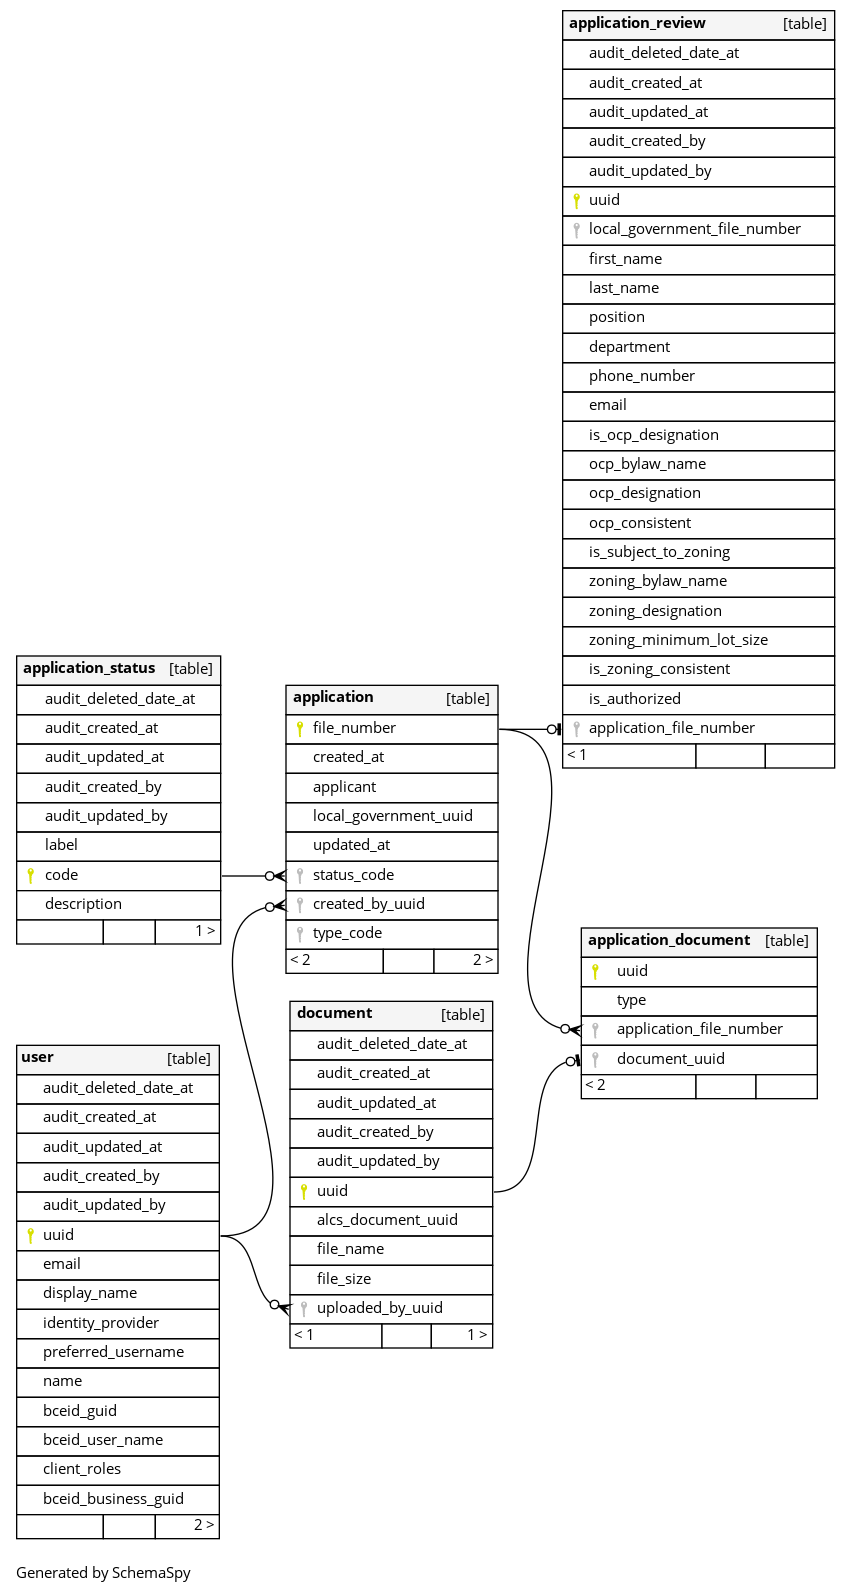 application_review [table]
audit_deleted_date_at
audit_created_at
audit_updated_at
audit_created_by
audit_updated_by
uuid
local_government_file_number
first_name
last_name
position
department
phone_number
email
is_ocp_designation
ocp_bylaw_name
ocp_designation
ocp_consistent
is_subject_to_zoning
zoning_bylaw_name
zoning_designation
zoning_minimum_lot_size
is_zoning_consistent
is_authorized
application_file_number
< 1
application_status [table]
audit_deleted_date_at
audit_created_at
audit_updated_at
audit_created_by
audit_updated_by
label
code
description
1 >
application [table]
file_number
created_at
applicant
local_government_uuid
updated_at
status_code
created_by_uuid
type_code
< 2 2 >
application_document [table]
uuid
type
application_file_number
document_uuid
< 2
document [table]
audit_deleted_date_at
audit_created_at
audit_updated_at
audit_created_by
audit_updated_by
uuid
alcs_document_uuid
file_name
file_size
uploaded_by_uuid
< 1 1 >
user [table]
audit_deleted_date_at
audit_created_at
audit_updated_at
audit_created_by
audit_updated_by
uuid
email
display_name
identity_provider
preferred_username
name
bceid_guid
bceid_user_name
client_roles
bceid_business_guid
2 >
Generated by SchemaSpy